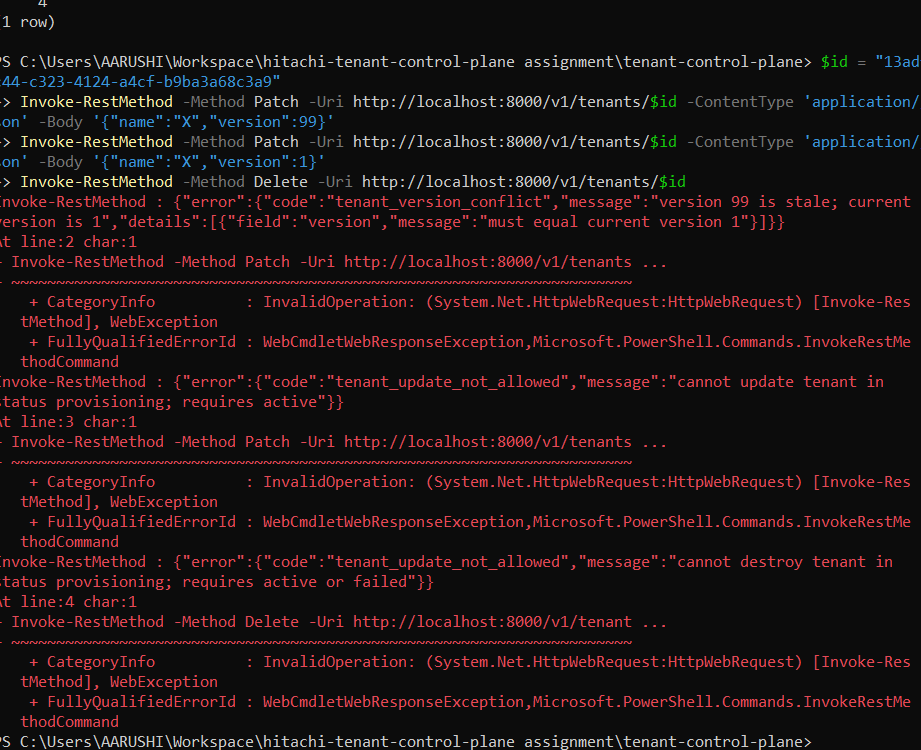 4
1 row)
PS C:\Users\AARUSHI\Workspace\hitachi-tenant-control-plane assignment\tenant-control-plane> $id = "13ad
c44-c323-4124-a4cf-b9ba3a68c3a9"
> Invoke-RestMethod -Method Patch -Uri http://localhost:8000/v1/tenants/$id -ContentType 'application/
on' -Body '{"name":"X","version":99}'
> Invoke-RestMethod -Method Patch -Uri http://localhost:8000/v1/tenants/$id -ContentType 'application/
on' -Body '{"name":"X","version":1}'
> Invoke-RestMethod -Method Delete -Uri http://localhost:8000/v1/tenants/$id
Invoke-RestMethod : {"error":{"code":"tenant_version_conflict","message":"version 99 is stale; current
version is 1","details":[{"field":"version","message":"must equal current version 1"}]}}
At line:2 char:1
- Invoke-RestMethod -Method Patch -Uri http://localhost:8000/v1/tenants ...
- ~~~~~~~~~~~~~~~~~~~~~~~~~~~~~~~~~~~~~~~~~~~~~~~~~~~~~~~~~~~~~~~~~~~~~
+ CategoryInfo          : InvalidOperation: (System.Net.HttpWebRequest:HttpWebRequest) [Invoke-Res
tMethod], WebException
+ FullyQualifiedErrorId : WebCmdletWebResponseException,Microsoft.PowerShell.Commands.InvokeRestMe
thodCommand
Invoke-RestMethod : {"error":{"code":"tenant_update_not_allowed","message":"cannot update tenant in
status provisioning; requires active"}}
At line:3 char:1
- Invoke-RestMethod -Method Patch -Uri http://localhost:8000/v1/tenants ...
- ~~~~~~~~~~~~~~~~~~~~~~~~~~~~~~~~~~~~~~~~~~~~~~~~~~~~~~~~~~~~~~~~~~~~~
+ CategoryInfo          : InvalidOperation: (System.Net.HttpWebRequest:HttpWebRequest) [Invoke-Res
tMethod], WebException
+ FullyQualifiedErrorId : WebCmdletWebResponseException,Microsoft.PowerShell.Commands.InvokeRestMe
thodCommand
Invoke-RestMethod : {"error":{"code":"tenant_update_not_allowed","message":"cannot destroy tenant in
status provisioning; requires active or failed"}}
At line:4 char:1
- Invoke-RestMethod -Method Delete -Uri http://localhost:8000/v1/tenant ...
- ~~~~~~~~~~~~~~~~~~~~~~~~~~~~~~~~~~~~~~~~~~~~~~~~~~~~~~~~~~~~~~~~~~~~~
+ CategoryInfo          : InvalidOperation: (System.Net.HttpWebRequest:HttpWebRequest) [Invoke-Res
tMethod], WebException
+ FullyQualifiedErrorId : WebCmdletWebResponseException,Microsoft.PowerShell.Commands.InvokeRestMe
thodCommand
PS C:\Users\AARUSHI\Workspace\hitachi-tenant-control-plane assignment\tenant-control-plane>